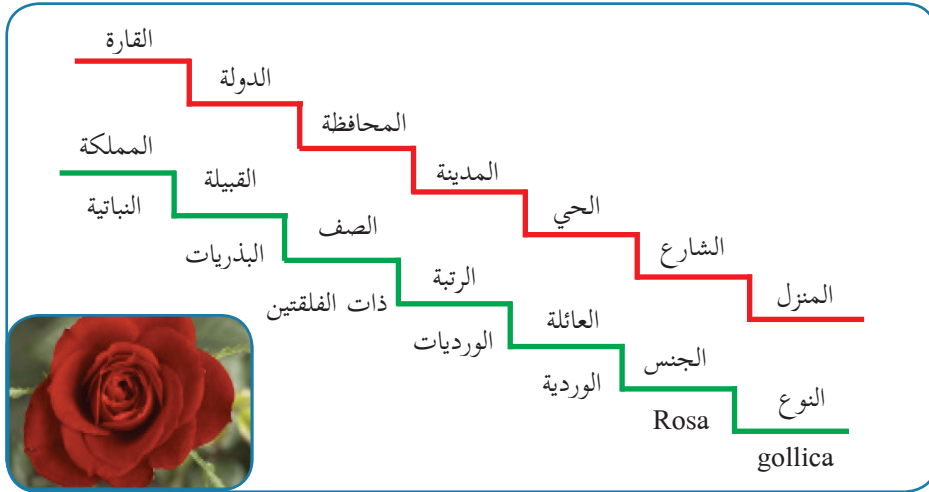 القارة
الدولة
المحافظة
المدينة
الحي
الشارع
المنزل
المملكة
القبيلة
الصف
الرتبة
العائلة
الجنس
النوع
النباتية
البذريات
ذات الفلقتين
الورديات
الوردية
Rosa
gollica